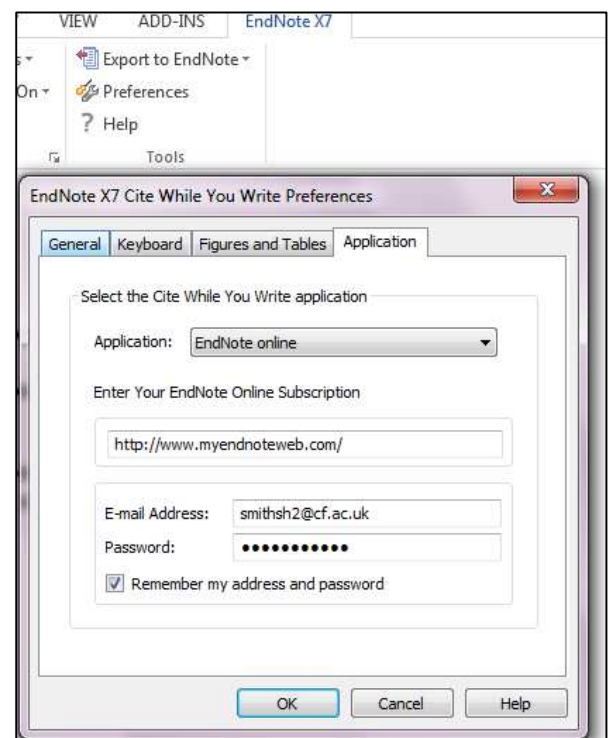 VIEW ADD-INS EndNote X7
s Export to EndNote
On Preferences
? Help
Tools
EndNote X7 Cite While You Write Preferences
General Keyboard Figures and Tables Application
Select the Cite While You Write application
Application: EndNote online
Enter Your EndNote Online Subscription
http://www.myendnoteweb.com/
E-mail Address: smithsh2@cf.ac.uk
Password: •••••••••••
Remember my address and password
OK Cancel Help